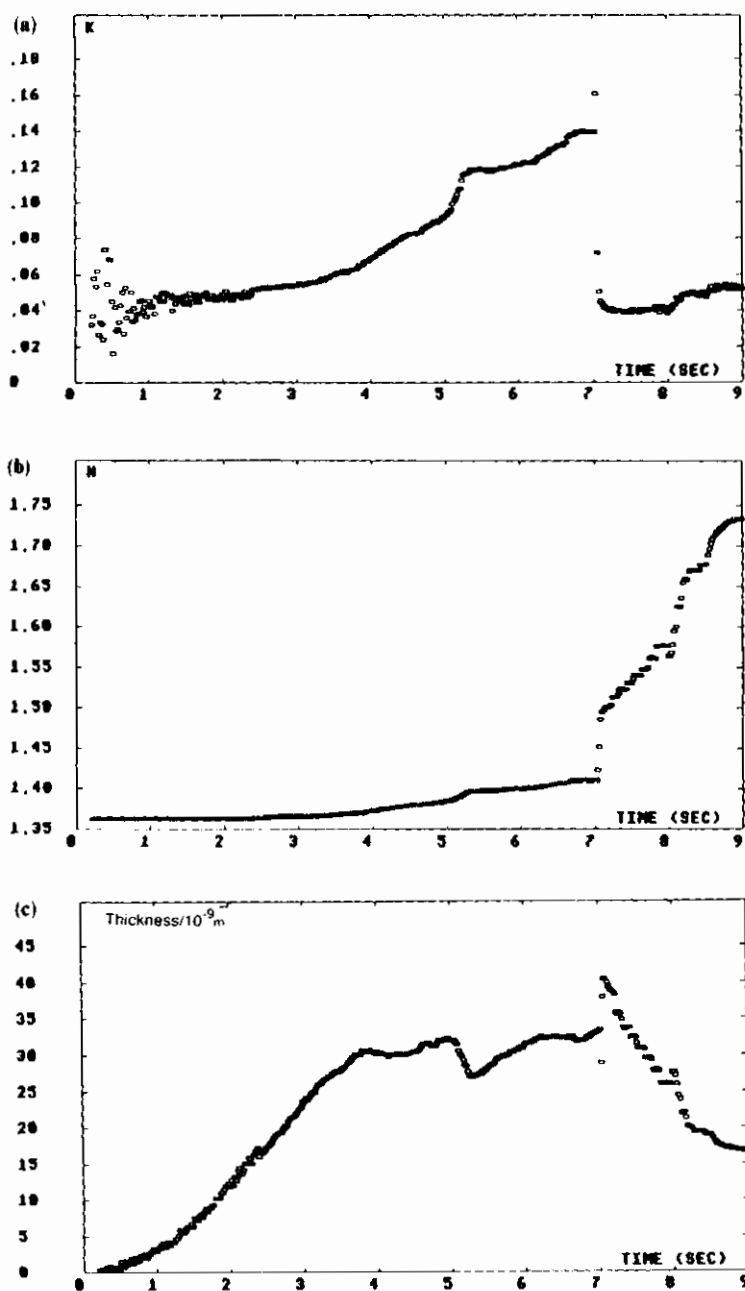 (a)
K
.18
.16
.14
.12
.10
.08
.06
.04
.02
0
TIME (SEC)
0 1 2 3 4 5 6 7 8 9
(b)
N
1.75
1.70
1.65
1.60
1.55
1.50
1.45
1.40
1.35
TIME (SEC)
0 1 2 3 4 5 6 7 8 9
(c)
Thickness/10⁻⁹m
45
40
35
30
25
20
15
10
5
0
TIME (SEC)
0 1 2 3 4 5 6 7 8 9